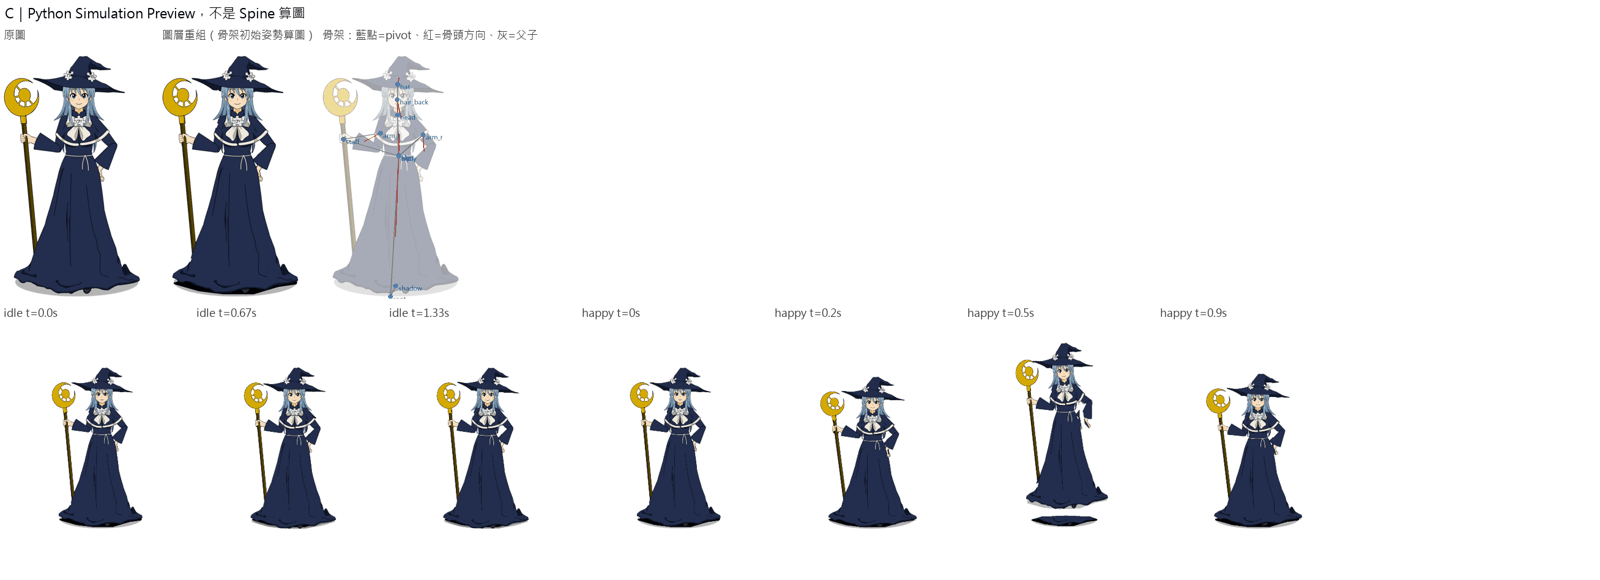 C | Python Simulation Preview，不是 Spine 算圖
原圖
圖層重組（骨架初始姿勢算圖）
骨架：藍點=pivot、紅=骨頭方向、灰=父子
hair_back
head
arm_r
staff
shadow
idle t=0.0s
idle t=0.67s
idle t=1.33s
happy t=0s
happy t=0.2s
happy t=0.5s
happy t=0.9s